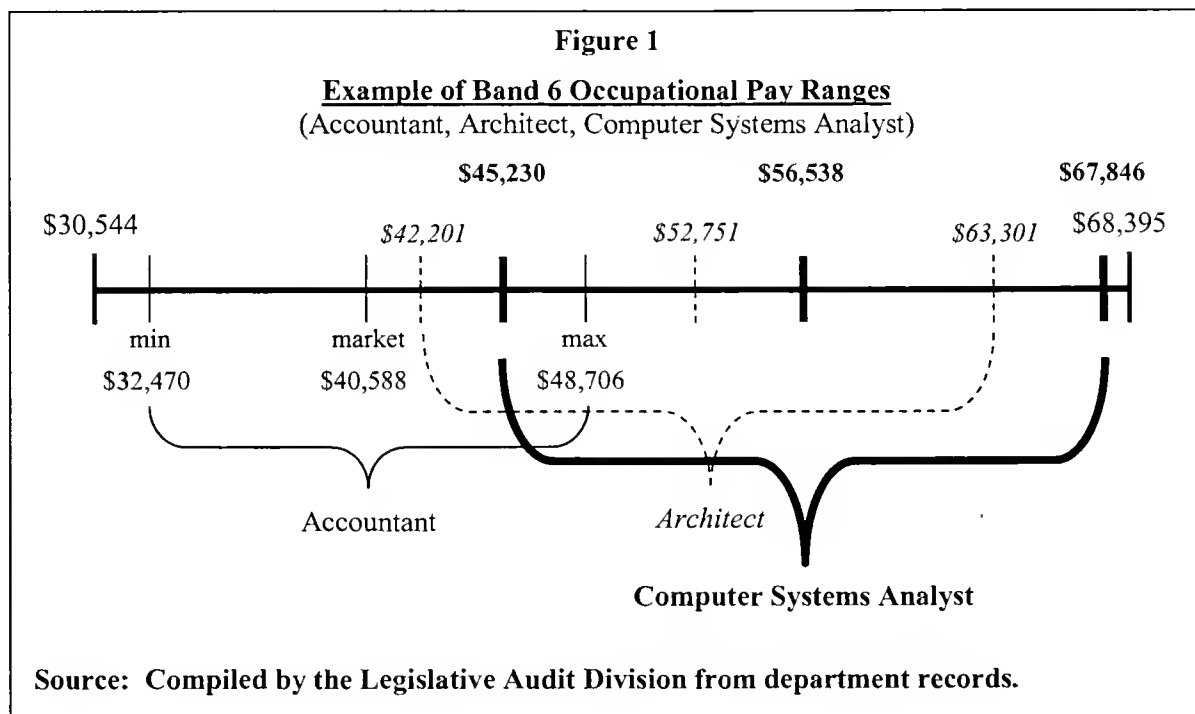 Figure 1
Example of Band 6 Occupational Pay Ranges
(Accountant, Architect, Computer Systems Analyst)
$45,230 $56,538 $67,846
$30,544 $42,201 $52,751 $63,301 $68,395
min market max
$32,470 $40,588 $48,706
Accountant Architect
Computer Systems Analyst
Source: Compiled by the Legislative Audit Division from department records.